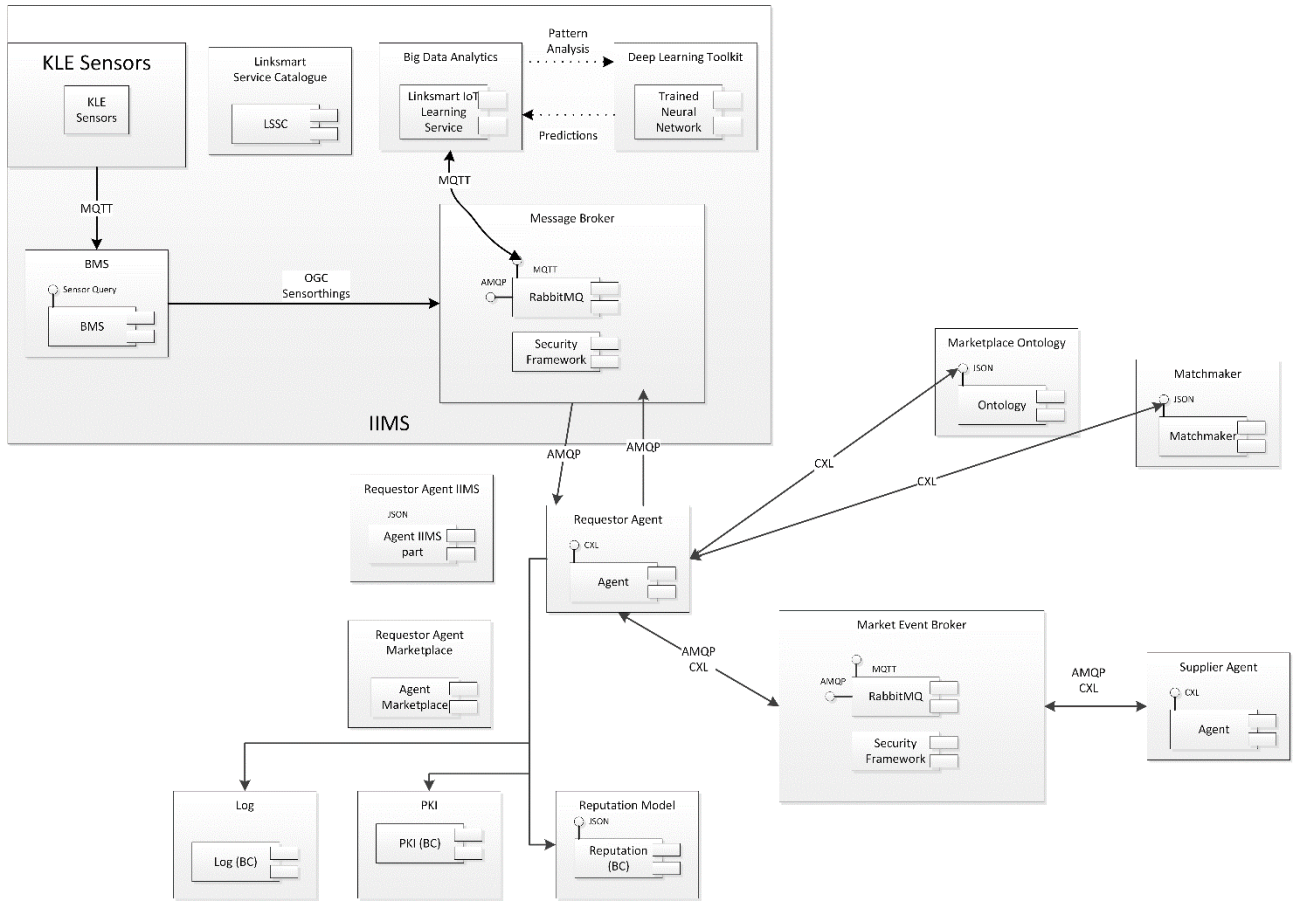 KLE Sensors
KLE
Sensors
Linksmart
Service Catalogue
LSSC
Big Data Analytics
Linksmart IoT
Learning
Service
Pattern
Analysis
Predictions
Deep Learning Toolkit
Trained
Neural
Network
MQTT
MQTT
BMS
Sensor Query
BMS
OGC
Sensorthings
Message Broker
MQTT
AMQP
RabbitMQ
Security
Framework
IIMS
AMQP
AMQP
Marketplace Ontology
JSON
Ontology
Matchmaker
JSON
Matchmaker
CXL
CXL
Requestor Agent IIMS
JSON
Agent IIMS
part
Requestor Agent
CXL
Agent
Requestor Agent
Marketplace
Agent
Marketplace
AMQP
CXL
Market Event Broker
MQTT
AMQP
RabbitMQ
Security
Framework
AMQP
CXL
Supplier Agent
CXL
Agent
Log
Log (BC)
PKI
PKI (BC)
Reputation Model
JSON
Reputation
(BC)